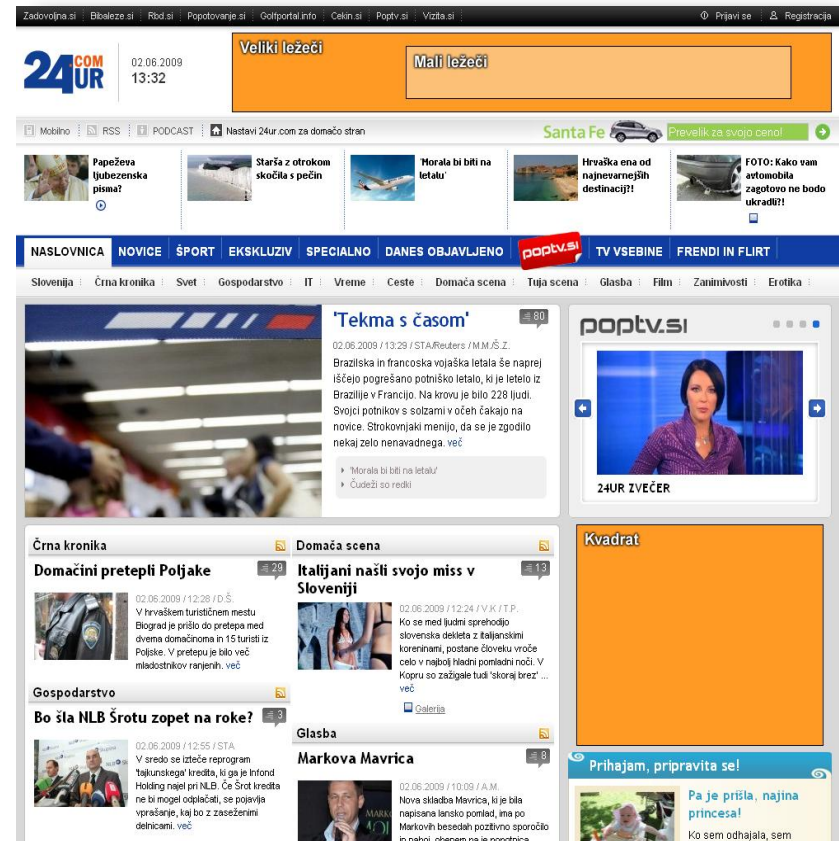 Zadovoljna.si Bibaleze.si Rbd.si Popotovanje.si Golfportal.info Cekin.si Poptv.si Vizita.si Prijavi se Registracija
24UR COM
02.06.2009
13:32
Veliki ležeči
Mali ležeči
Mobilno RSS PODCAST Nastavi 24ur.com za domačo stran
Santa Fe Prevelik za svojo ceno!
Papeževa
ljubezenska
pisma?
Starša z otrokom
skočila s pečin
'Morala bi biti na
letalu'
Hrvaška ena od
najnevarnejših
destinacij?!
FOTO: Kako vam
avtomobila
zagotovo ne bodo
ukradli?!
NASLOVNICA NOVICE ŠPORT EKSKLUZIV SPECIALNO DANES OBJAVLJENO POPTV.SI TV VSEBINE FRENDI IN FLIRT
Slovenija Črna kronika Svet Gospodarstvo IT Vreme Ceste Domača scena Tuja scena Glasba Film Zanimivosti Erotika
'Tekma s časom' 80
02.06.2009 / 13:29 / STA/Reuters / M.M./Š.Z.
Brazilska in francoska vojaška letala še naprej
iščejo pogrešano potniško letalo, ki je letelo iz
Brazilije v Francijo. Na krovu je bilo 228 ljudi.
Svojci potnikov s solzami v očeh čakajo na
novice. Strokovnjaki menijo, da se je zgodilo
nekaj zelo nenavadnega. več
'Morala bi biti na letalu'
Čudeži so redki
poptv.si
24UR ZVEČER
Črna kronika
Domačini pretepli Poljake 29
02.06.2009 / 12:28 / D.Š.
V hrvaškem turističnem mestu
Biograd je prišlo do pretepa med
dvema domačinoma in 15 turisti iz
Poljske. V pretepu je bilo več
mladostnikov ranjenih. več
Gospodarstvo
Bo šla NLB Šrotu zopet na roke? 3
02.06.2009 / 12:55 / STA
V sredo se izteče reprogram
'tajkunskega' kredita, ki ga je Infond
Holding najel pri NLB. Če Šrot kredita
ne bi mogel odplačati, se pojavlja
vprašanje, kaj bo z zaseženimi
delnicami. več
Domača scena
Italijani našli svojo miss v
Sloveniji 13
02.06.2009 / 12:24 / V.K / T.P.
Ko se med ljudmi sprehodijo
slovenska dekleta z italijanskimi
koreninami, postane človeku vroče
celo v najbolj hladni pomladni noči. V
Kopru so zažigale tudi 'skoraj brez' ...
več
Galerija
Glasba
Markova Mavrica 8
02.06.2009 / 10:09 / A.M.
Nova skladba Mavrica, ki je bila
napisana lansko pomlad, ima po
Markovih besedah pozitivno sporočilo
in naboj, obenem pa je popotnica
Kvadrat
Prihajam, pripravita se!
Pa je prišla, najina
princesa!
Ko sem odhajala, sem